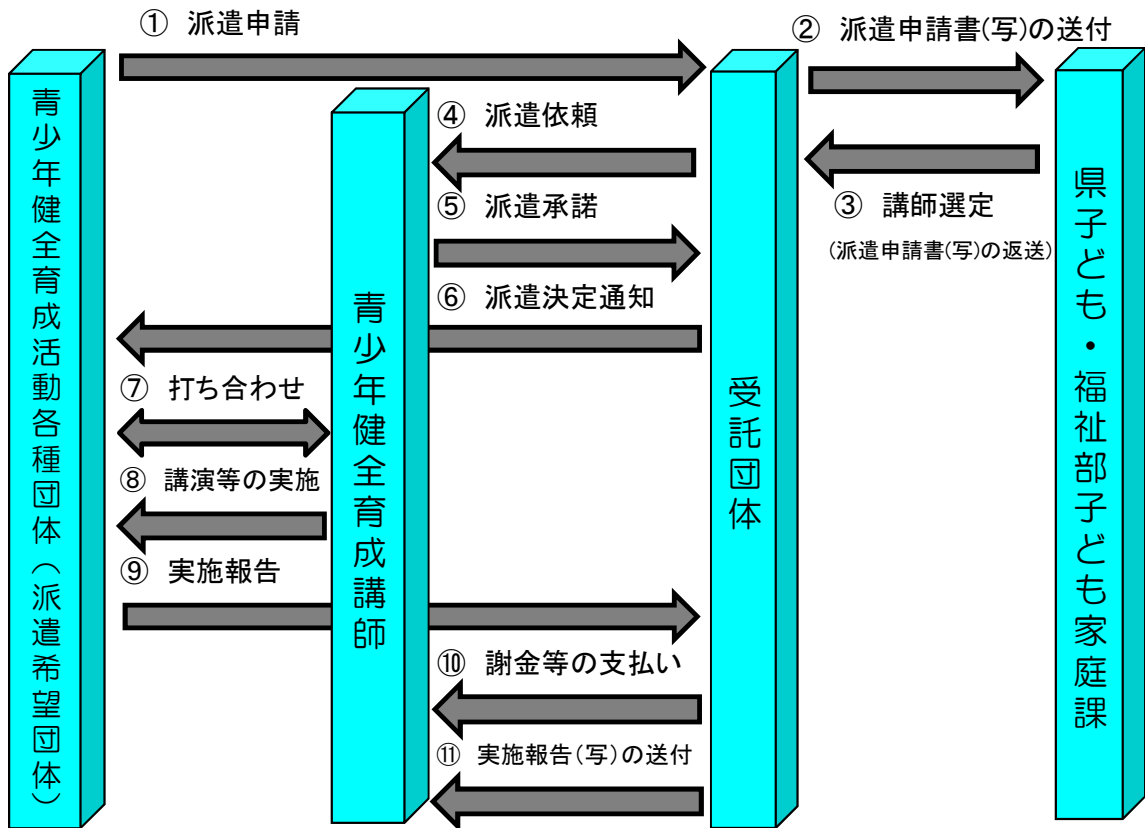 ① 派遣申請
② 派遣申請書(写)の送付
④ 派遣依頼
③ 講師選定
(派遣申請書(写)の返送)
⑤ 派遣承諾
⑥ 派遣決定通知
⑦ 打ち合わせ
⑧ 講演等の実施
⑨ 実施報告
⑩ 謝金等の支払い
⑪ 実施報告(写)の送付
青少年健全育成活動各種団体(派遣希望団体)
青少年健全育成講師
受託団体
県子ども・福祉部子ども家庭課